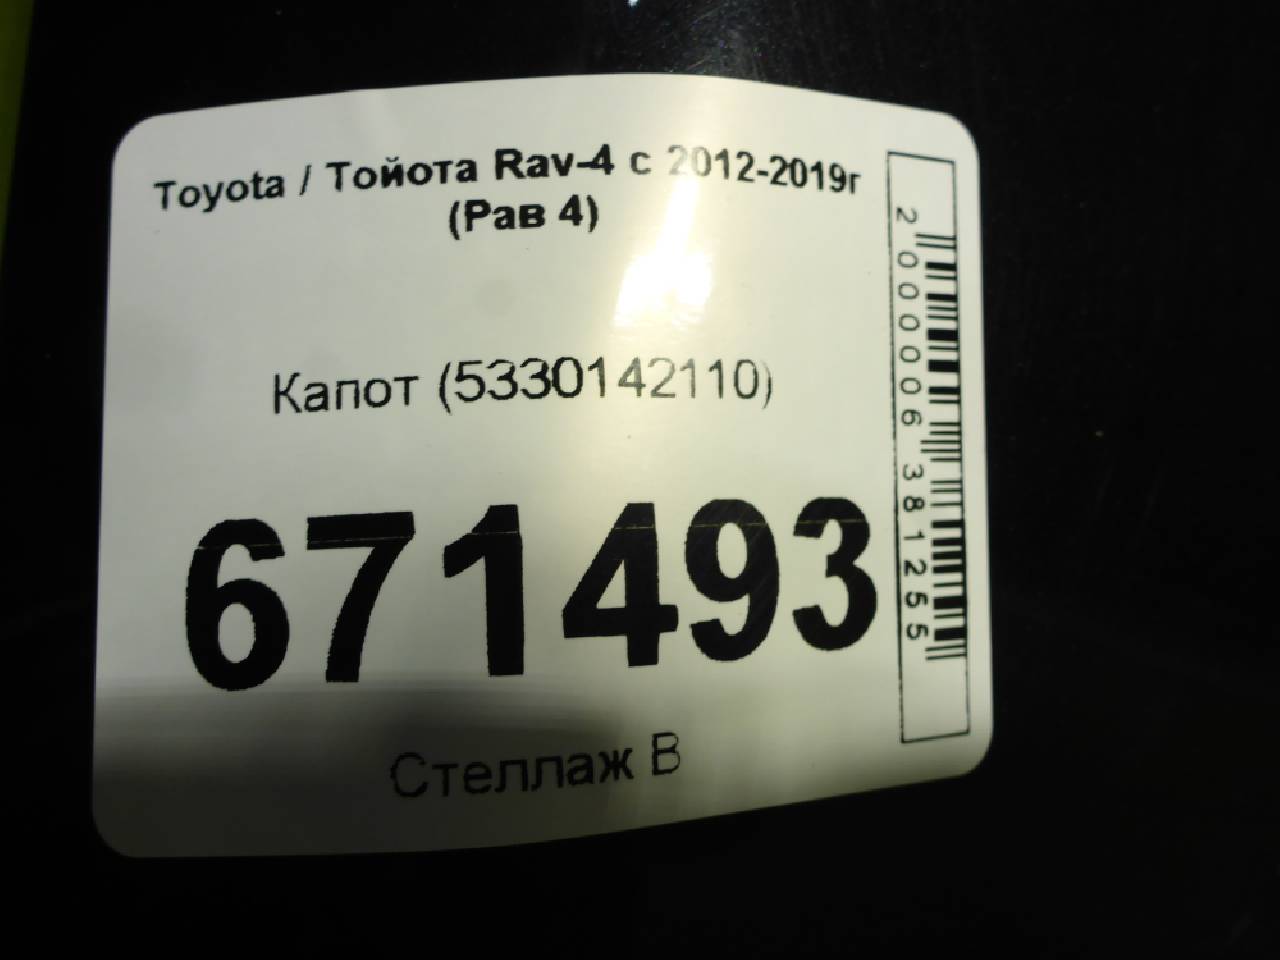 Toyota / Тойота Rav-4 с 2012-2019г
(Рав 4)
Капот (5330142110)
671493
Стеллаж В
2000006381255